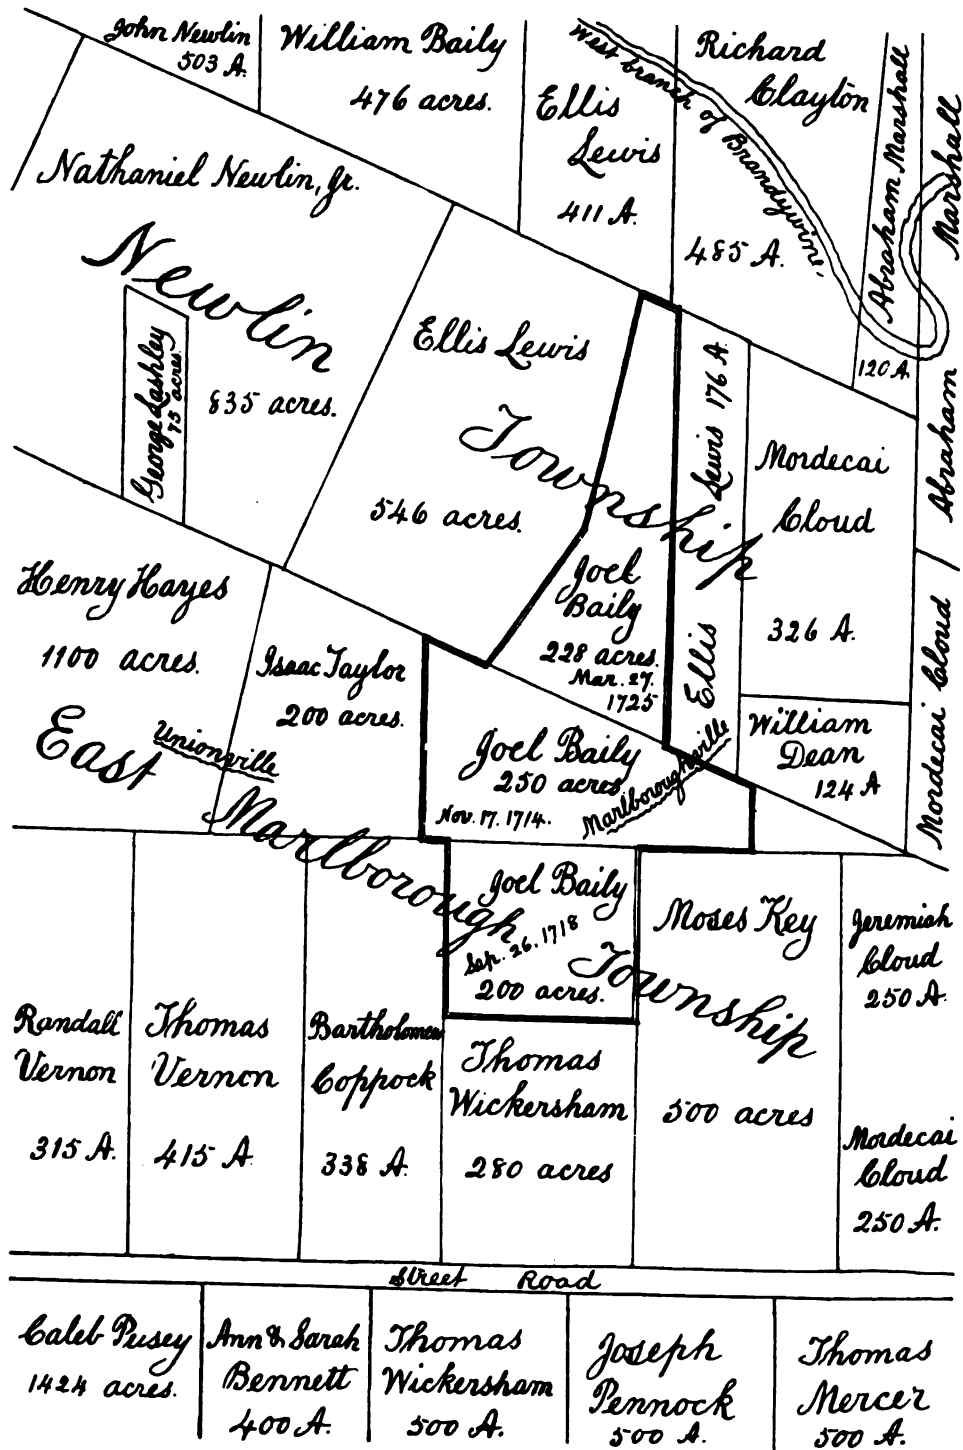 John Newlin
503 A.
William Baily
476 acres.
Ellis
Lewis
411 A.
West branch of Brandywine.
Richard
Clayton
485 A.
Abraham Marshall
120 A.
Abraham Marshall
Nathaniel Newlin, Jr.
835 acres.
George Lashley
75 acres.
Newlin
Township
Ellis Lewis
546 acres.
Joel
Baily
228 acres.
Mar. 27.
1725
Ellis Lewis 176 A.
Mordecai
Cloud
326 A.
William
Dean
124 A
Mordecai Cloud
Henry Hayes
1100 acres.
Isaac Taylor
200 acres.
Unionville
Joel Baily
250 acres
Nov. 17. 1714.
Marlboroughville
East
Marlborough
Township
Joel Baily
Sep. 26. 1718
200 acres.
Moses Key
500 acres
Jeremiah
Cloud
250 A.
Randall
Vernon
315 A.
Thomas
Vernon
415 A.
Bartholomew
Coppock
338 A.
Thomas
Wickersham
280 acres
Mordecai
Cloud
250 A.
Street Road
Caleb Pusey
1424 acres.
Ann & Sarah
Bennett
400 A.
Thomas
Wickersham
500 A.
Joseph
Pennock
500 A.
Thomas
Mercer
500 A.